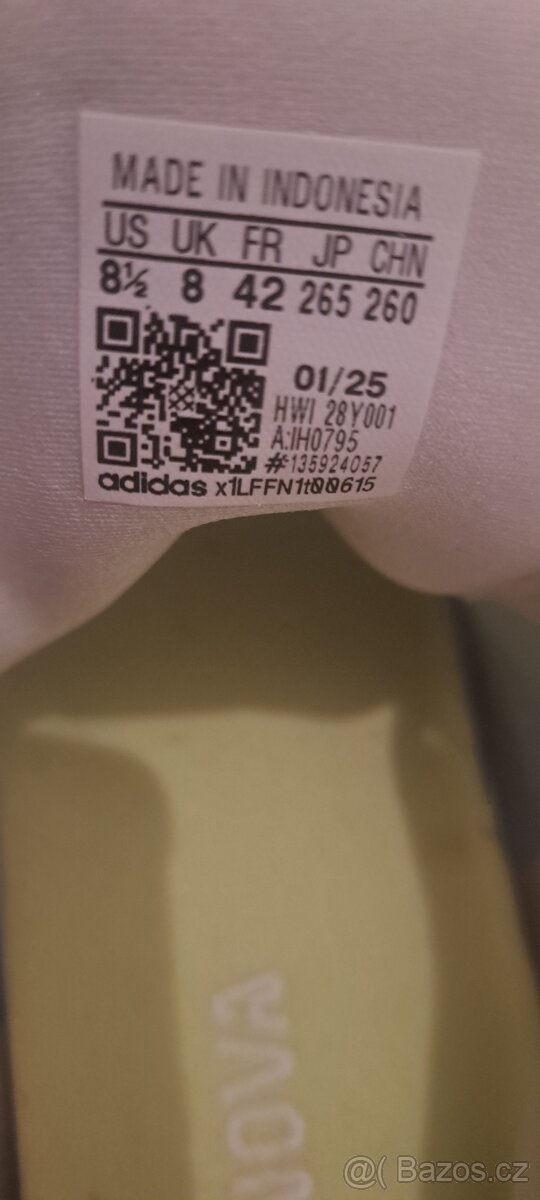 MADE IN INDONESIA
US UK FR JP CHN
8½ 8 42 265 260
01/25
HWI 28Y001
A:IH0795
#:135924057
adidas x1LFFN1t00615
@( Bazos.cz